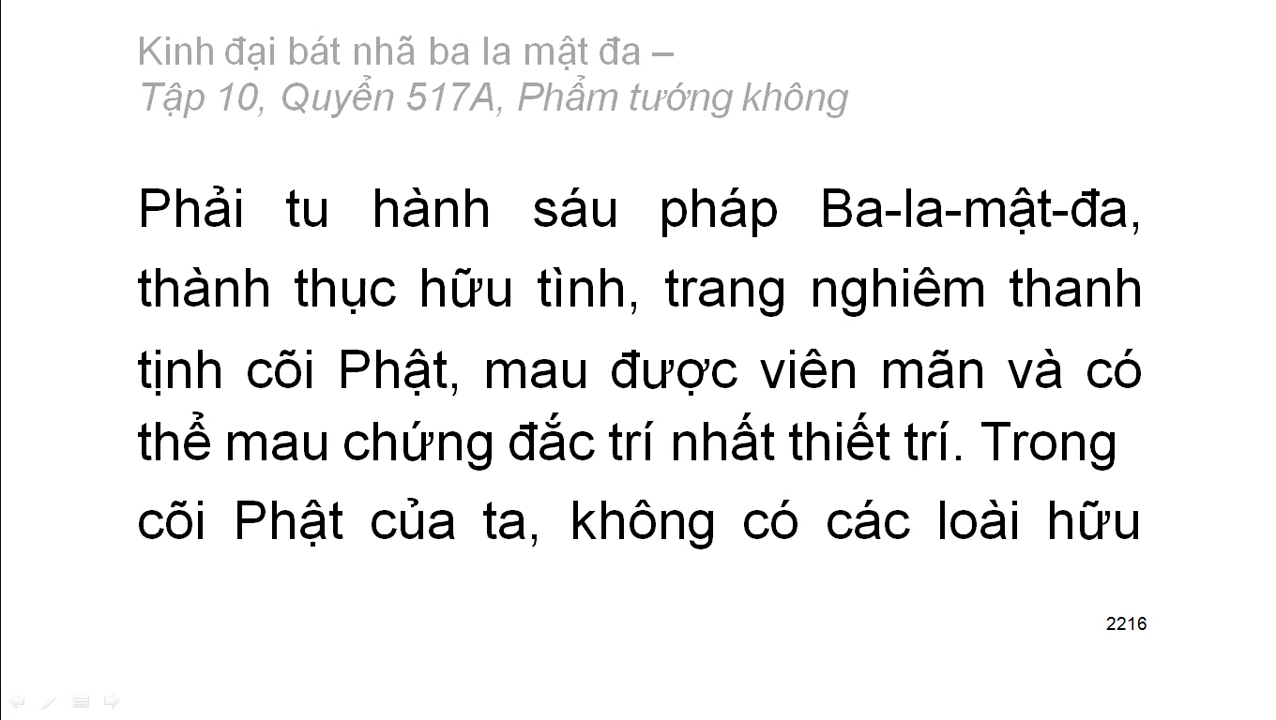 Kinh đại bát nhã ba la mật đa –
Tập 10, Quyển 517A, Phẩm tướng không
Phải tu hành sáu pháp Ba-la-mật-đa,
thành thục hữu tình, trang nghiêm thanh
tịnh cõi Phật, mau được viên mãn và có
thể mau chứng đắc trí nhất thiết trí. Trong
cõi Phật của ta, không có các loài hữu
2216